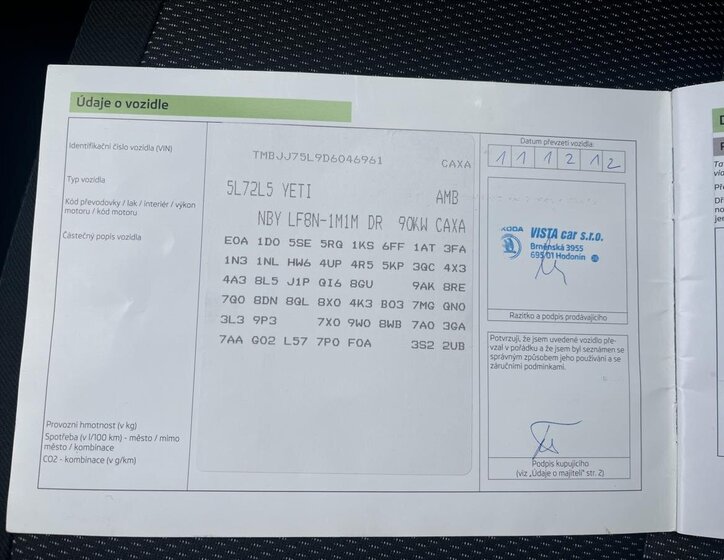 Údaje o vozidle
Identifikační číslo vozidla (VIN)
TMBJJ75L9D6046961
CAXA
Typ vozidla
5L72L5 YETI
AMB
Kód převodovky / lak / interiér / výkon
motoru / kód motoru
NBY LF8N-1M1M DR 90KW CAXA
Částečný popis vozidla
E0A 1D0 5SE 5RQ 1KS 6FF 1AT 3FA
1N3 1NL HW6 4UP 4R5 5KP 3QC 4X3
4A3 8L5 J1P QI6 8GU 9AK 8RE
7Q0 8DN 8QL 8X0 4K3 B03 7MG QN0
3L3 9P3 7X0 9W0 8WB 7A0 3GA
7AA G02 L57 7P0 F0A 3S2 2UB
Provozní hmotnost (v kg)
Spotřeba (v l/100 km) - město / mimo
město / kombinace
CO2 - kombinace (v g/km)
Datum převzetí vozidla:
1 1 1 2 1 2
ŠKODA
VISTA car s.r.o.
Brněnská 3955
695 01 Hodonín
Razítko a podpis prodávajícího
Potvrzuji, že jsem uvedené vozidlo pře-
vzal v pořádku a že jsem byl seznámen se
správným způsobem jeho používání a se
záručními podmínkami.
Podpis kupujícího
(viz „Údaje o majiteli" str. 2)